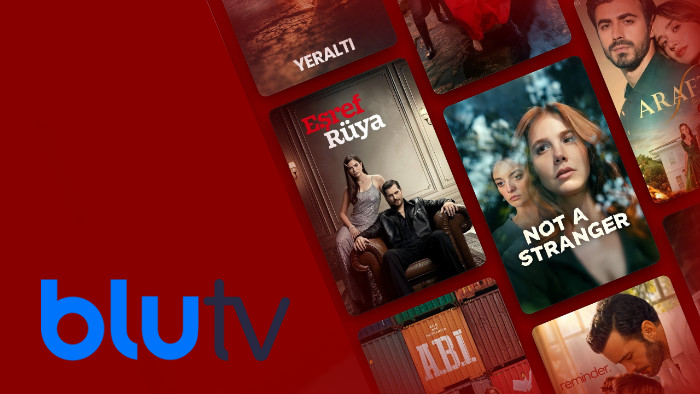 YERALTI
Eşref
Rüya
NOT A
STRANGER
ARAF
A.B.İ.
reminder.
blutv